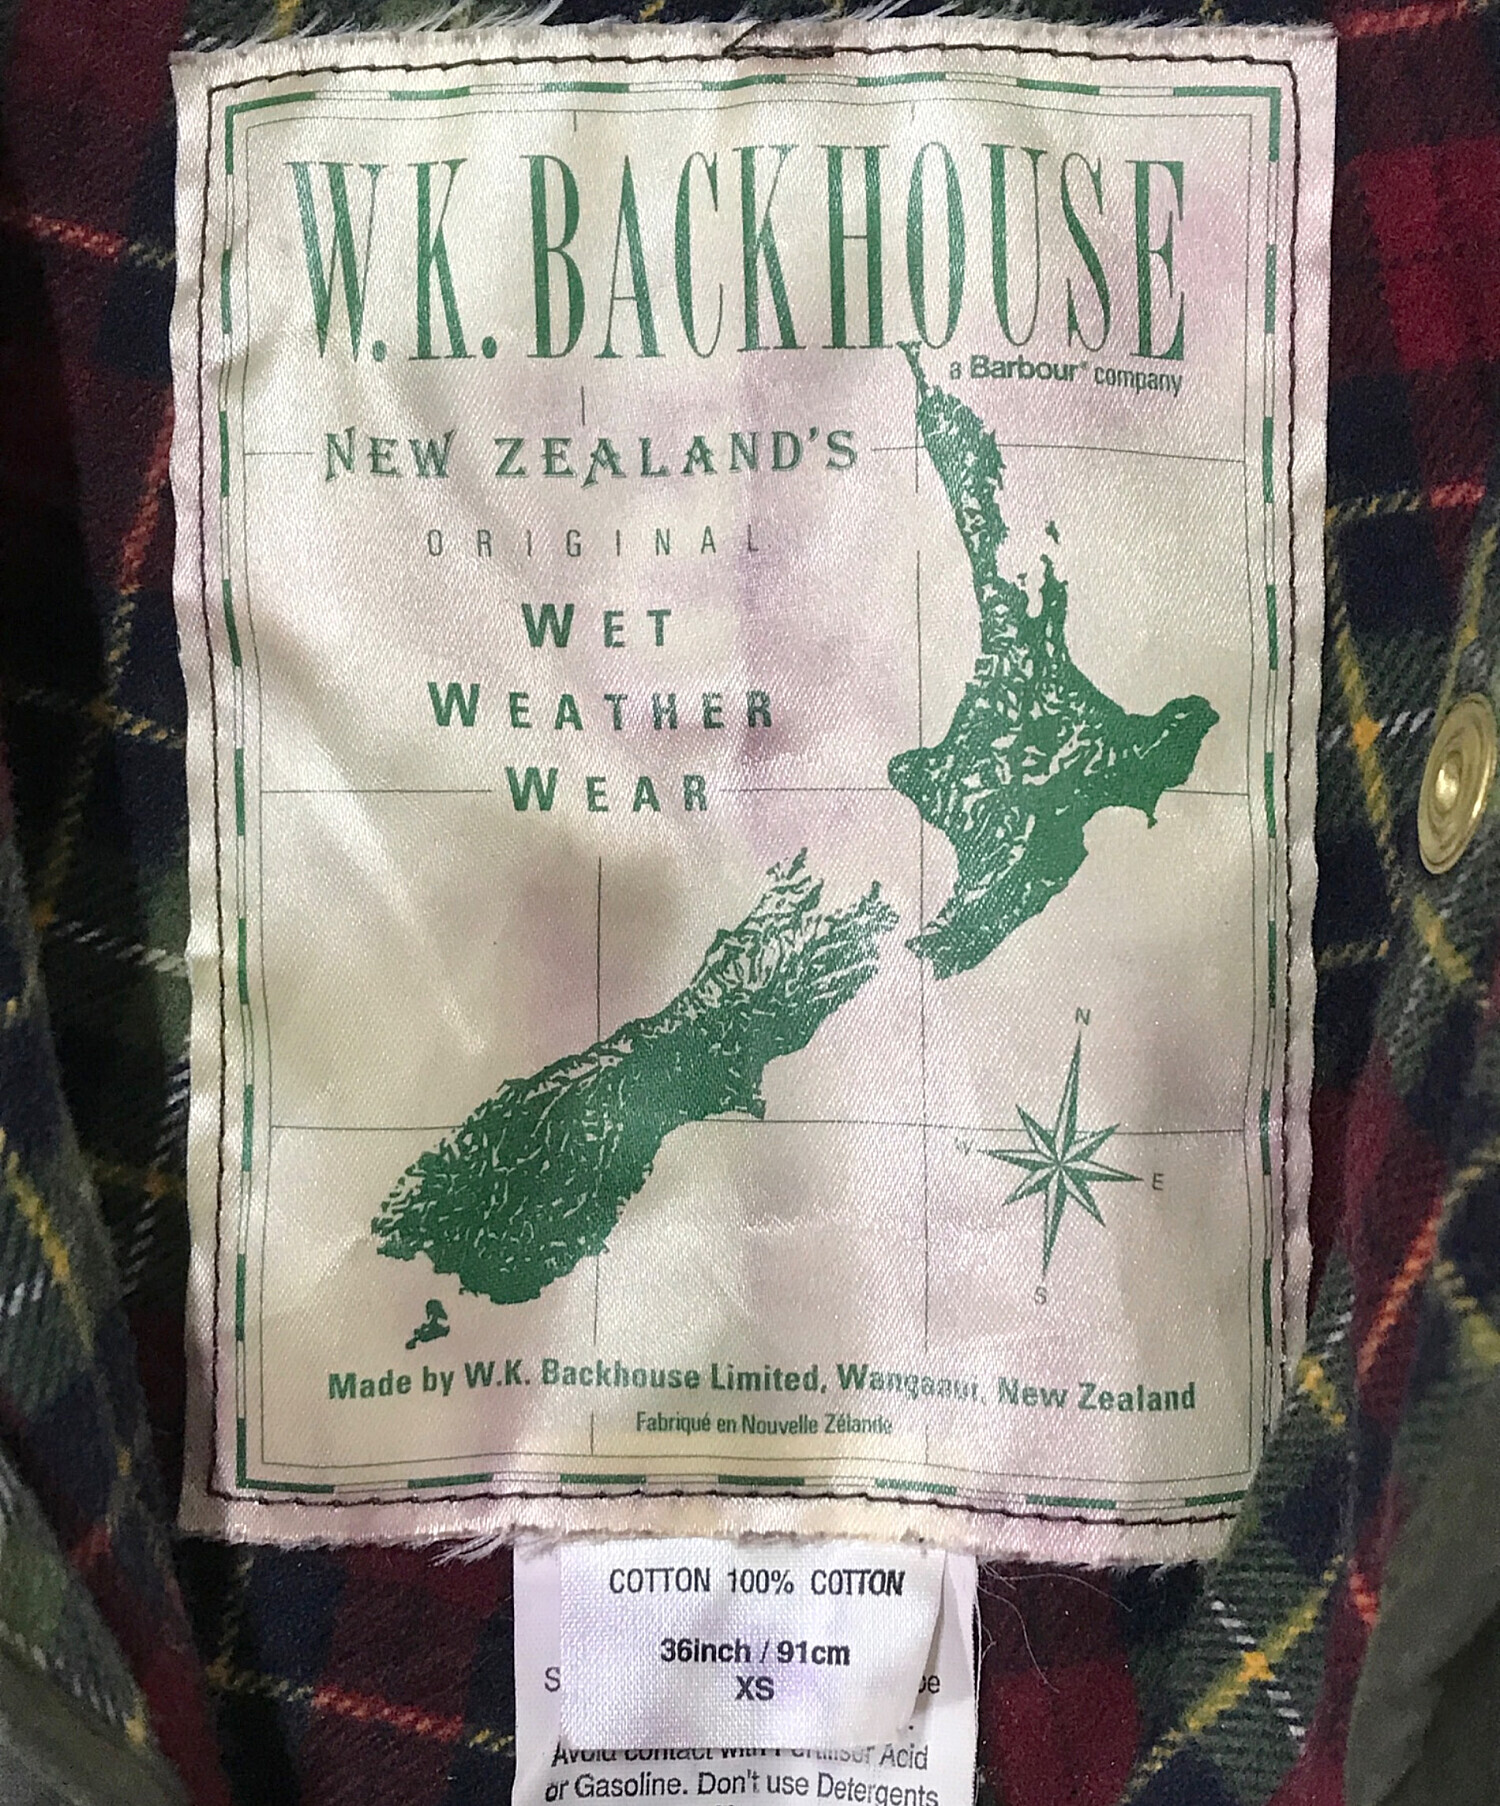 W.K. BACKHOUSE
a Barbour® company
NEW ZEALAND'S
ORIGINAL
WET
WEATHER
WEAR
N
W
E
S
Made by W.K. Backhouse Limited, Wanganui, New Zealand
Fabriqué en Nouvelle Zélande
COTTON 100% COTTON
36inch / 91cm
XS
Avoid contact with Fertiliser Acid
or Gasoline. Don't use Detergents